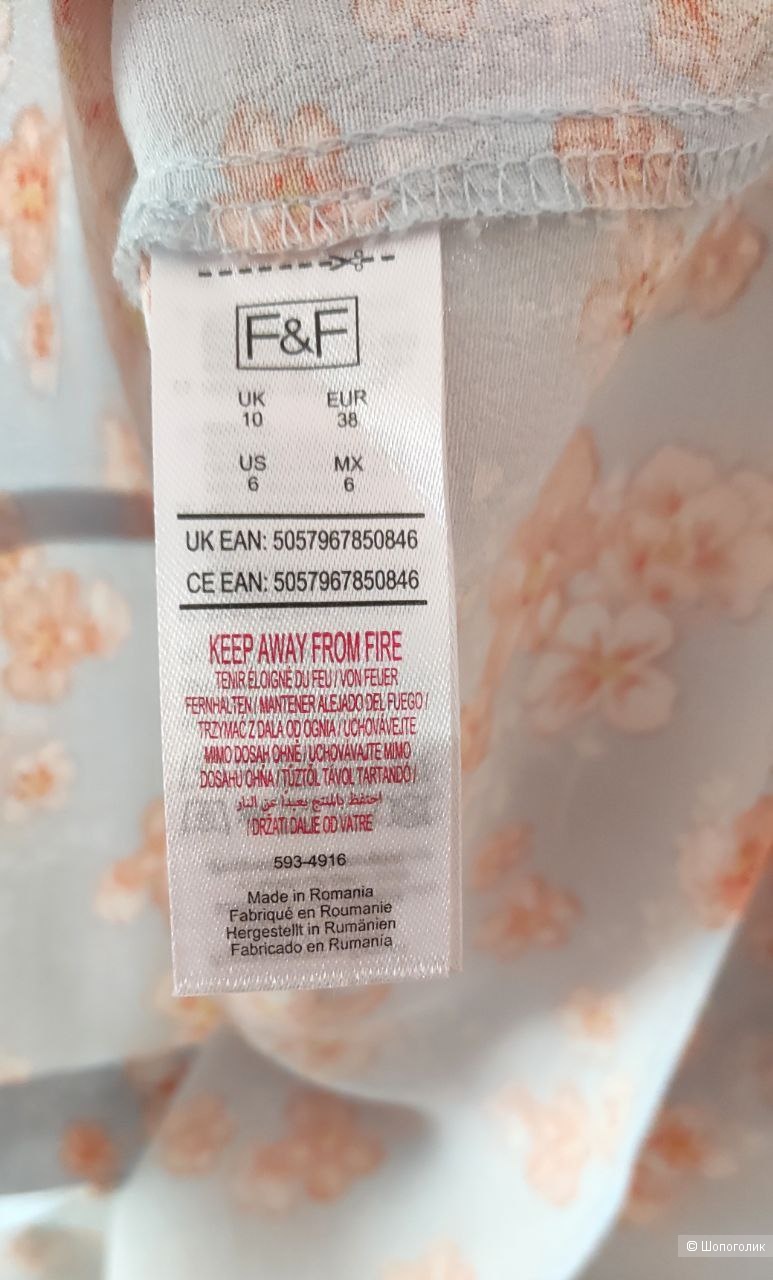 F&F
UK EUR
10 38
US MX
6 6
UK EAN: 5057967850846
CE EAN: 5057967850846
KEEP AWAY FROM FIRE
TENIR ÉLOIGNÉ DU FEU / VON FEUER
FERNHALTEN / MANTENER ALEJADO DEL FUEGO /
TRZYMAĆ Z DALA OD OGNIA / UCHOVÁVEJTE
MIMO DOSAH OHNĚ / UCHOVÁVAJTE MIMO
DOSAHU OHŇA / TŰZTŐL TÁVOL TARTANDÓ /
احتفظ بالمنتج بعيداً عن النار
/ DRŽATI DALJE OD VATRE
593-4916
Made in Romania
Fabriqué en Roumanie
Hergestellt in Rumänien
Fabricado en Rumanía
© Шопоголик